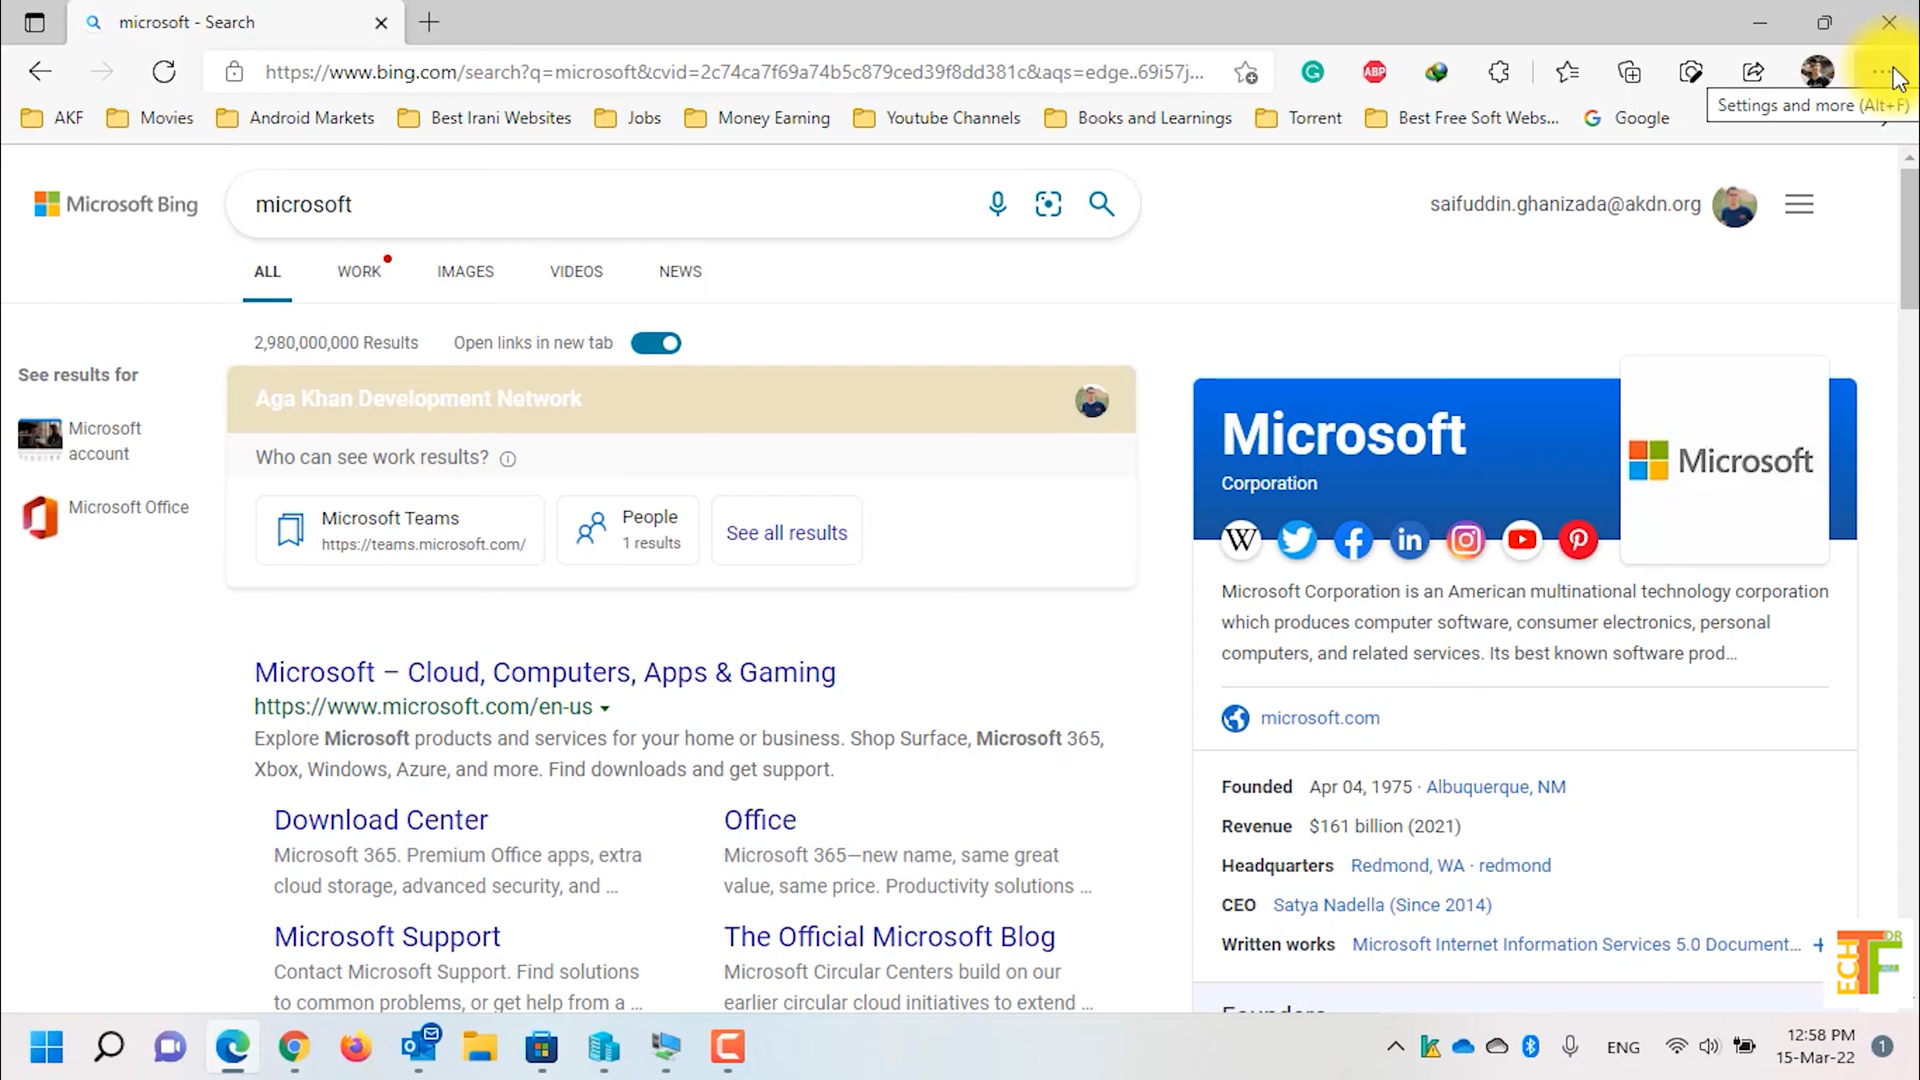 microsoft - Search
https://www.bing.com/search?q=microsoft&cvid=2c74ca7f69a74b5c879ced39f8dd381c&aqs=edge..69i57j...
ABP
Settings and more (Alt+F)
AKF
Movies
Android Markets
Best Irani Websites
Jobs
Money Earning
Youtube Channels
Books and Learnings
Torrent
Best Free Soft Webs...
Google
Microsoft Bing
microsoft
saifuddin.ghanizada@akdn.org
ALL
WORK
IMAGES
VIDEOS
NEWS
2,980,000,000 Results
Open links in new tab
See results for
Microsoft
account
Microsoft Office
Aga Khan Development Network
Who can see work results?
Microsoft Teams
https://teams.microsoft.com/
People
1 results
See all results
Microsoft – Cloud, Computers, Apps & Gaming
https://www.microsoft.com/en-us
Explore Microsoft products and services for your home or business. Shop Surface, Microsoft 365,
Xbox, Windows, Azure, and more. Find downloads and get support.
Download Center
Microsoft 365. Premium Office apps, extra
cloud storage, advanced security, and ...
Office
Microsoft 365—new name, same great
value, same price. Productivity solutions ...
Microsoft Support
Contact Microsoft Support. Find solutions
to common problems, or get help from a ...
The Official Microsoft Blog
Microsoft Circular Centers build on our
earlier circular cloud initiatives to extend ...
Microsoft
Corporation
Microsoft
Microsoft Corporation is an American multinational technology corporation
which produces computer software, consumer electronics, personal
computers, and related services. Its best known software prod...
microsoft.com
Founded Apr 04, 1975 · Albuquerque, NM
Revenue $161 billion (2021)
Headquarters Redmond, WA · redmond
CEO Satya Nadella (Since 2014)
Written works Microsoft Internet Information Services 5.0 Document... +
Founders
ENG
12:58 PM
15-Mar-22
1